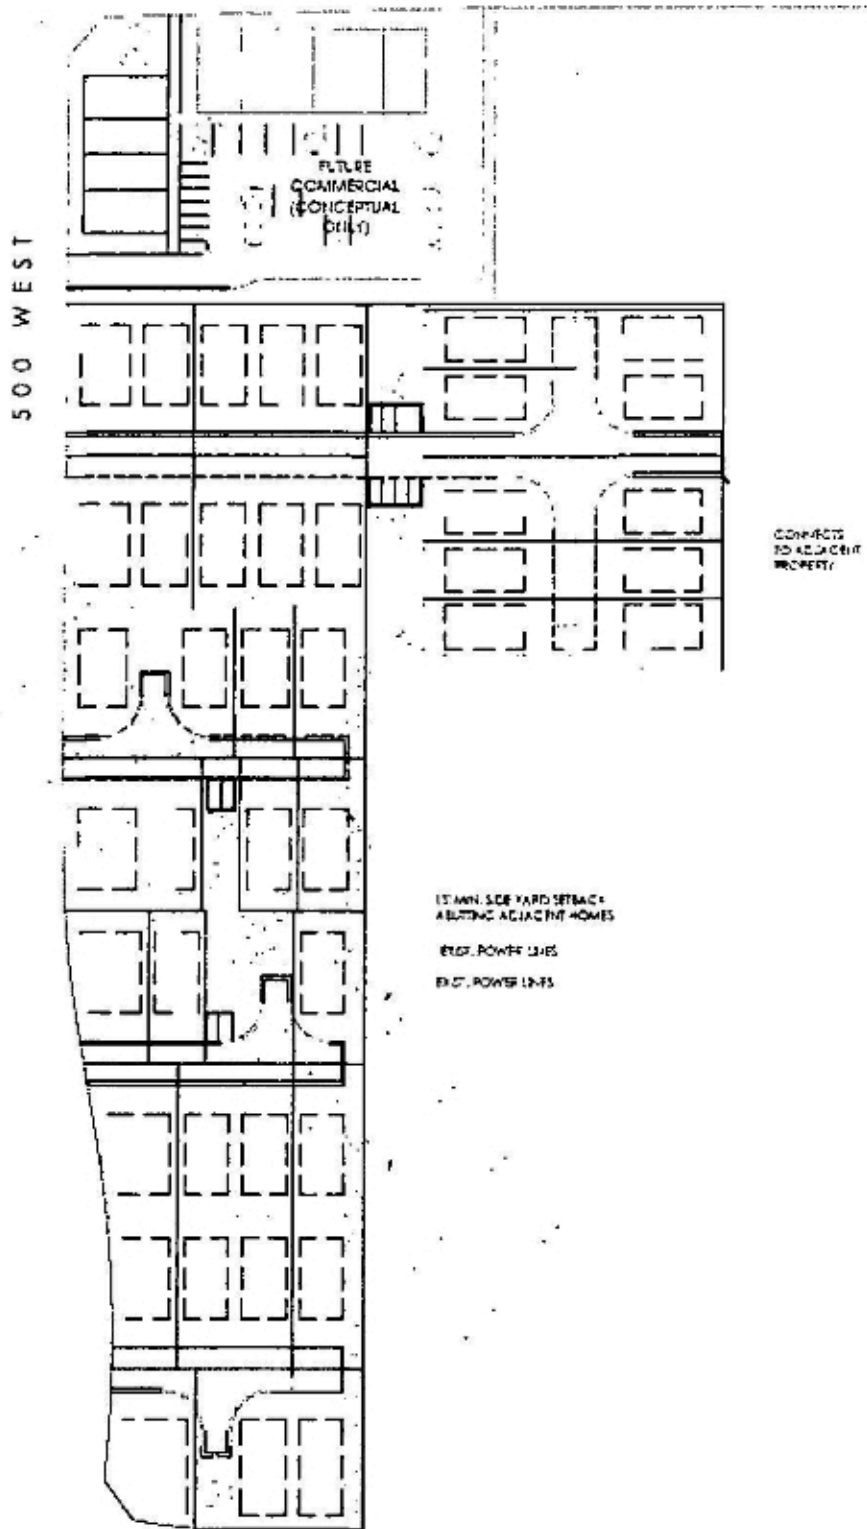 FUTURE
COMMERCIAL
(CONCEPTUAL
ONLY)
500 WEST
CONNECTS
TO ADJACENT
PROPERTY
15' MIN. SIDE YARD SETBACK
ABUTTING ADJACENT HOMES
EXIST. POWER LINES
EXIST. POWER LINES